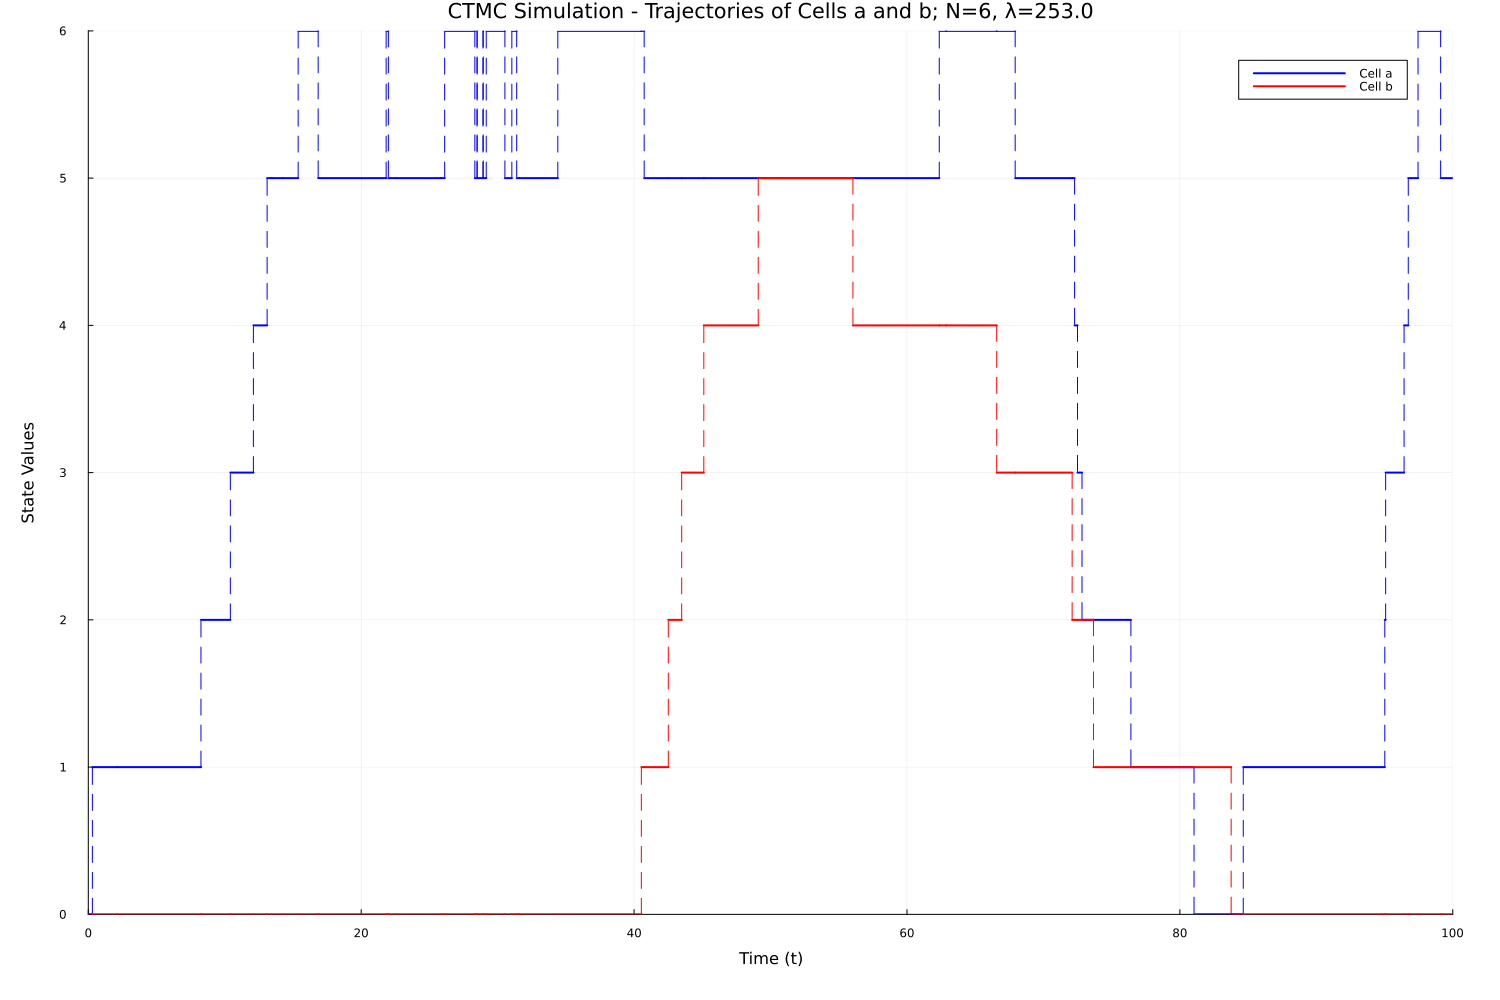 CTMC Simulation - Trajectories of Cells a and b; N=6, λ=253.0
Cell a
Cell b
State Values
6
5
4
3
2
1
0
0 20 40 60 80 100
Time (t)